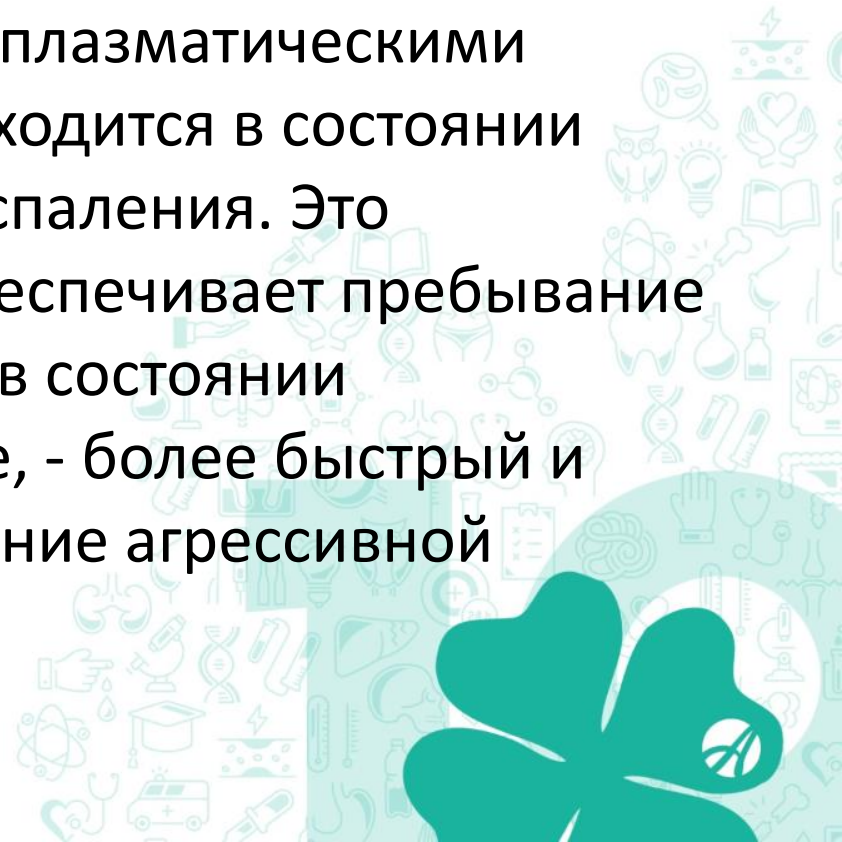 плазматическими
ходится в состоянии
спаления. Это
еспечивает пребывание
в состоянии
е, - более быстрый и
ние агрессивной